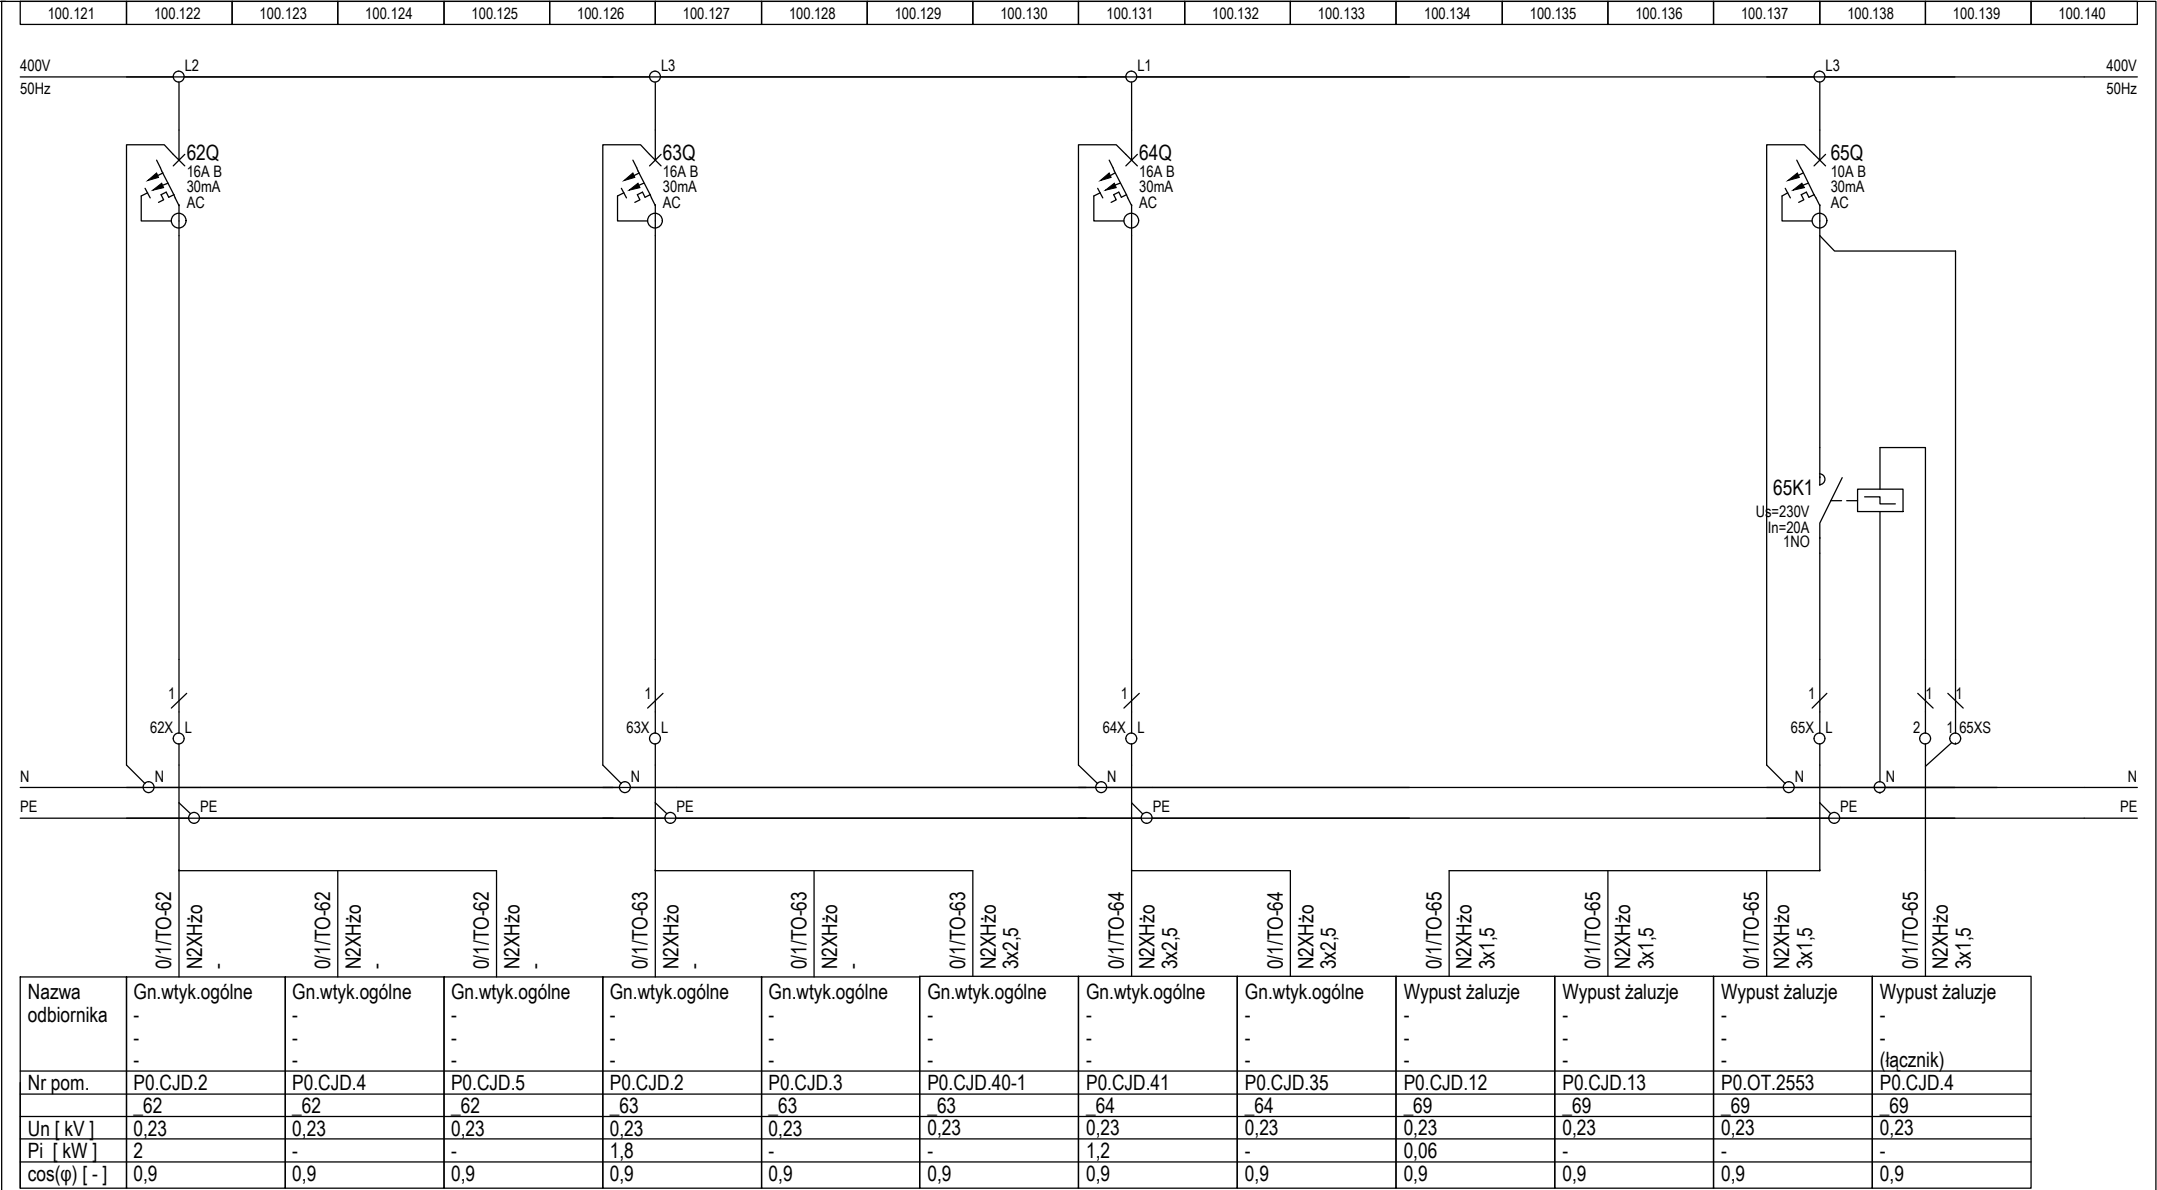 100.121 100.122 100.123 100.124 100.125 100.126 100.127 100.128 100.129 100.130 100.131 100.132 100.133 100.134 100.135 100.136 100.137 100.138 100.139 100.140
400V L2 L3 L1 L3 400V
50Hz 50Hz
62Q 63Q 64Q 65Q
16A B 16A B 16A B 10A B
30mA 30mA 30mA 30mA
AC AC AC AC
65K1
Us=230V
In=20A
1NO
1 1 1 1 1 1
62X L 63X L 64X L 65X L 2 1 65XS
N N N N N N N
PE PE PE PE PE PE
0/1/TO-62 N2XHżo -
0/1/TO-62 N2XHżo -
0/1/TO-62 N2XHżo -
0/1/TO-63 N2XHżo -
0/1/TO-63 N2XHżo -
0/1/TO-63 N2XHżo 3x2,5
0/1/TO-64 N2XHżo 3x2,5
0/1/TO-64 N2XHżo 3x2,5
0/1/TO-65 N2XHżo 3x1,5
0/1/TO-65 N2XHżo 3x1,5
0/1/TO-65 N2XHżo 3x1,5
0/1/TO-65 N2XHżo 3x1,5
Nazwa Gn.wtyk.ogólne Gn.wtyk.ogólne Gn.wtyk.ogólne Gn.wtyk.ogólne Gn.wtyk.ogólne Gn.wtyk.ogólne Gn.wtyk.ogólne Gn.wtyk.ogólne Wypust żaluzje Wypust żaluzje Wypust żaluzje Wypust żaluzje
odbiornika - - - - - - - - - - - -
- - - - - - - - - - - -
- - - - - - - - - - - (łącznik)
Nr pom. P0.CJD.2 P0.CJD.4 P0.CJD.5 P0.CJD.2 P0.CJD.3 P0.CJD.40-1 P0.CJD.41 P0.CJD.35 P0.CJD.12 P0.CJD.13 P0.OT.2553 P0.CJD.4
_62 _62 _62 _63 _63 _63 _64 _64 _69 _69 _69 _69
Un [ kV ] 0,23 0,23 0,23 0,23 0,23 0,23 0,23 0,23 0,23 0,23 0,23 0,23
Pi [ kW ] 2 - - 1,8 - - 1,2 - 0,06 - - -
cos(φ) [ - ] 0,9 0,9 0,9 0,9 0,9 0,9 0,9 0,9 0,9 0,9 0,9 0,9